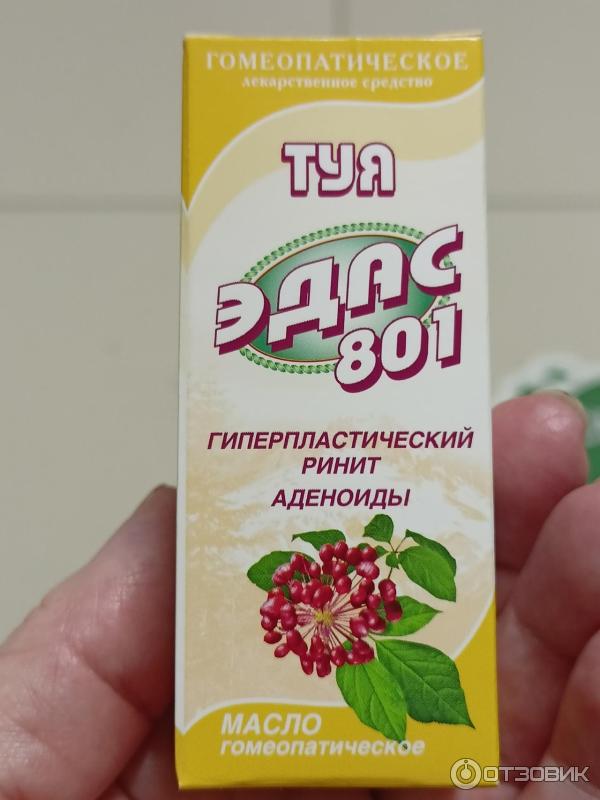 ГОМЕОПАТИЧЕСКОЕ
лекарственное средство
ТУЯ
ЭДАС
801
ГИПЕРПЛАСТИЧЕСКИЙ
РИНИТ
АДЕНОИДЫ
МАСЛО
гомеопатическое
ОТЗОВИК